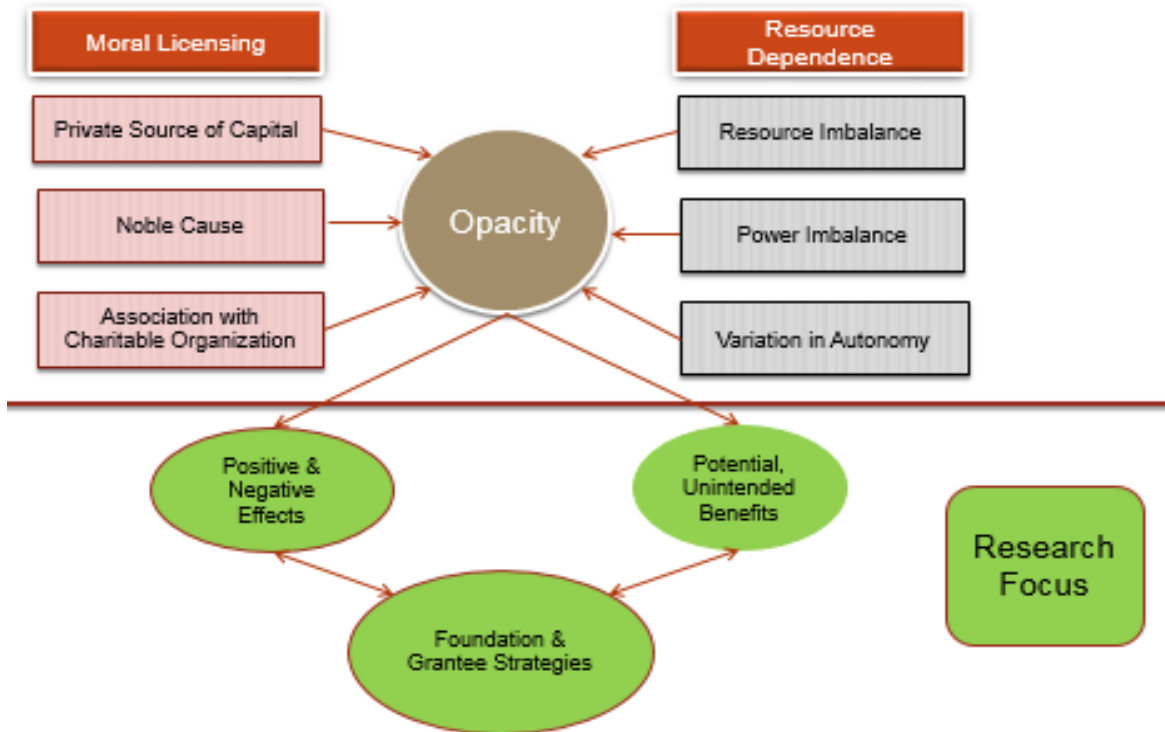 Moral Licensing
Resource
Dependence
Private Source of Capital
Resource Imbalance
Noble Cause
Opacity
Power Imbalance
Association with
Charitable Organization
Variation in Autonomy
Positive &
Negative
Effects
Potential,
Unintended
Benefits
Research
Focus
Foundation &
Grantee Strategies